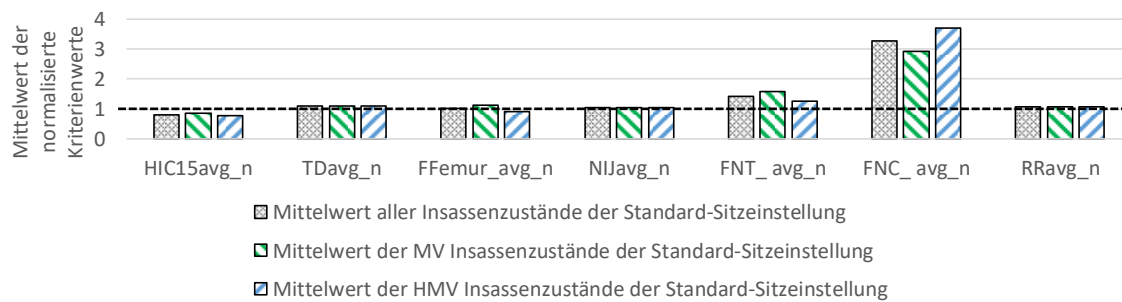 Mittelwert der
normalisierte
Kriterienwerte
4
3
2
1
0
HIC15avg_n TDavg_n FFemur_avg_n NIJavg_n FNT_ avg_n FNC_ avg_n RRavg_n
Mittelwert aller Insassenzustände der Standard-Sitzeinstellung
Mittelwert der MV Insassenzustände der Standard-Sitzeinstellung
Mittelwert der HMV Insassenzustände der Standard-Sitzeinstellung